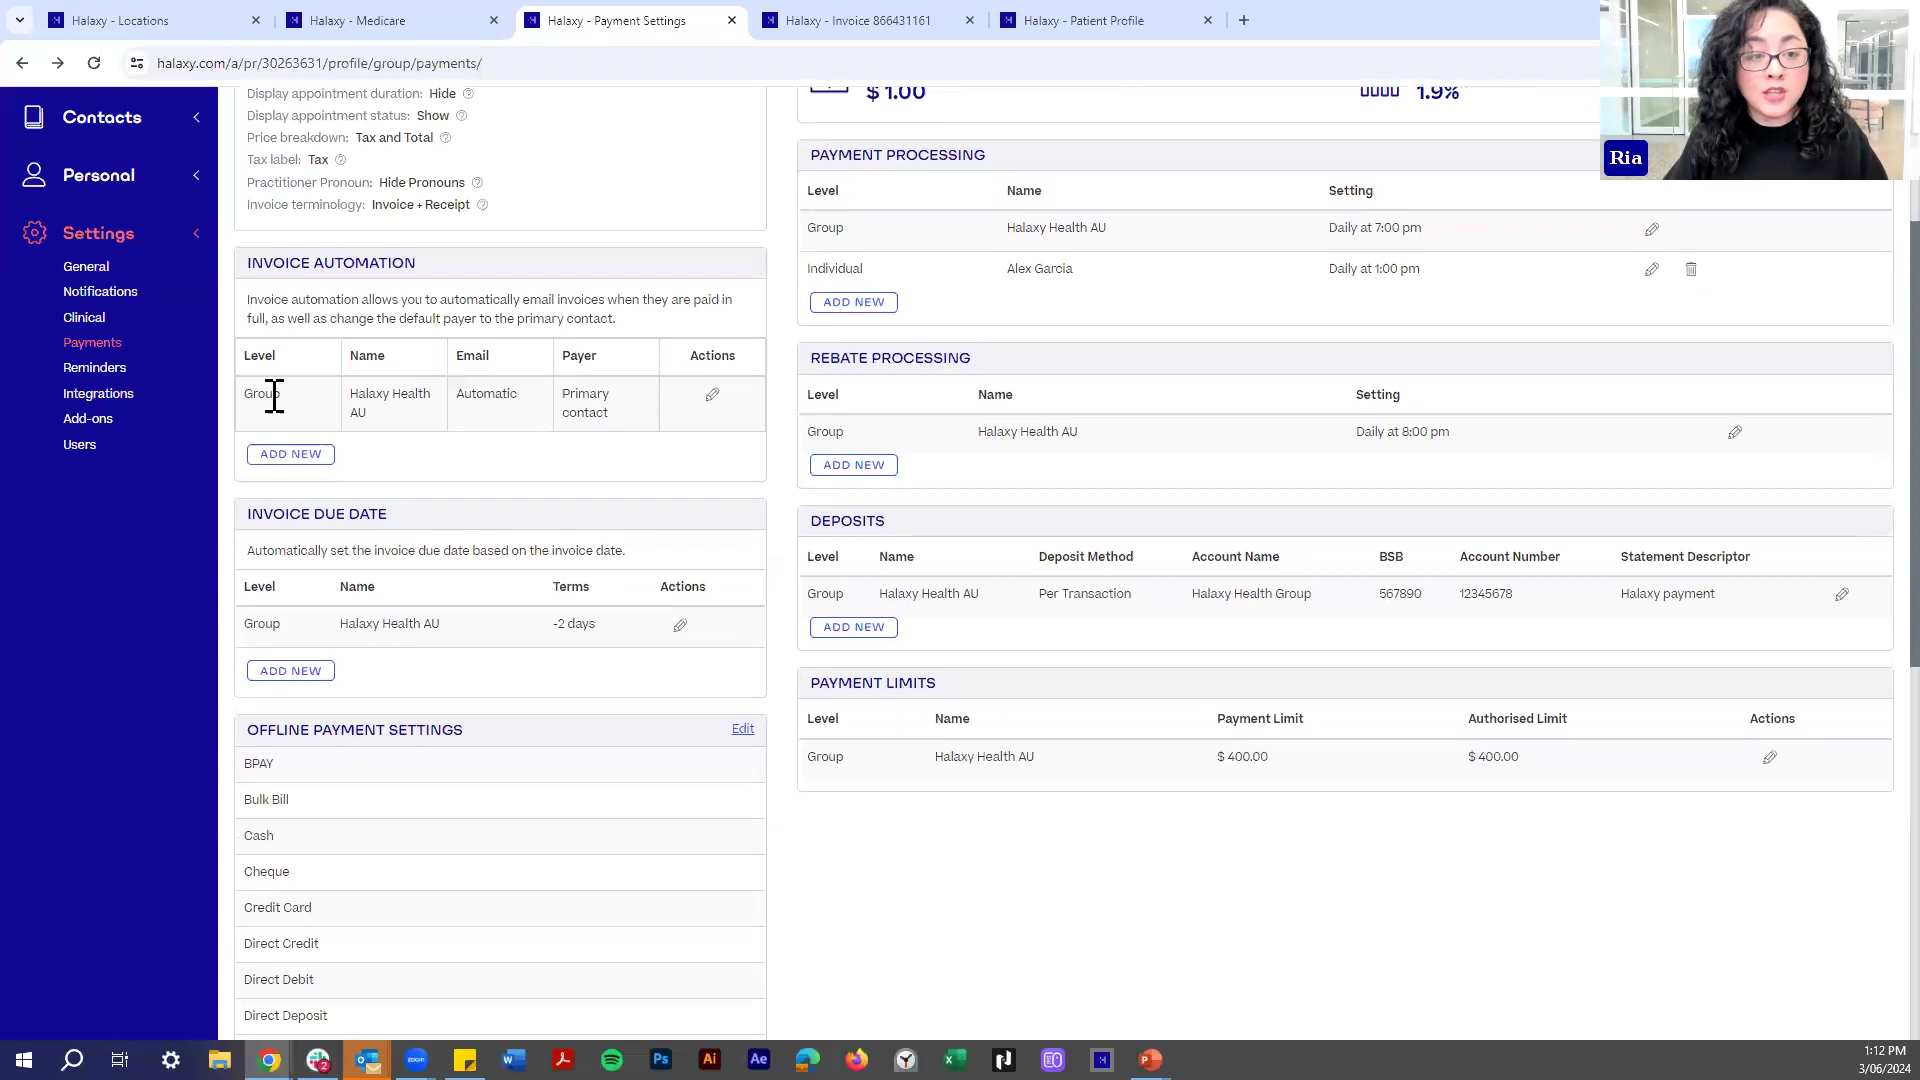 Halaxy - Locations
Halaxy - Medicare
Halaxy - Payment Settings
Halaxy - Invoice 866431161
Halaxy - Patient Profile
halaxy.com/a/pr/30263631/profile/group/payments/
Ria
Contacts
Personal
Settings
General
Notifications
Clinical
Payments
Reminders
Integrations
Add-ons
Users
Display appointment duration: Hide
Display appointment status: Show
Price breakdown: Tax and Total
Tax label: Tax
Practitioner Pronoun: Hide Pronouns
Invoice terminology: Invoice + Receipt
INVOICE AUTOMATION
Invoice automation allows you to automatically email invoices when they are paid in
full, as well as change the default payer to the primary contact.
Level Name Email Payer Actions
Group Halaxy Health Automatic Primary
AU contact
ADD NEW
INVOICE DUE DATE
Automatically set the invoice due date based on the invoice date.
Level Name Terms Actions
Group Halaxy Health AU -2 days
ADD NEW
OFFLINE PAYMENT SETTINGS Edit
BPAY
Bulk Bill
Cash
Cheque
Credit Card
Direct Credit
Direct Debit
Direct Deposit
$ 1.00 1.9%
PAYMENT PROCESSING
Level Name Setting
Group Halaxy Health AU Daily at 7:00 pm
Individual Alex Garcia Daily at 1:00 pm
ADD NEW
REBATE PROCESSING
Level Name Setting
Group Halaxy Health AU Daily at 8:00 pm
ADD NEW
DEPOSITS
Level Name Deposit Method Account Name BSB Account Number Statement Descriptor
Group Halaxy Health AU Per Transaction Halaxy Health Group 567890 12345678 Halaxy payment
ADD NEW
PAYMENT LIMITS
Level Name Payment Limit Authorised Limit Actions
Group Halaxy Health AU $ 400.00 $ 400.00
1:12 PM
3/06/2024